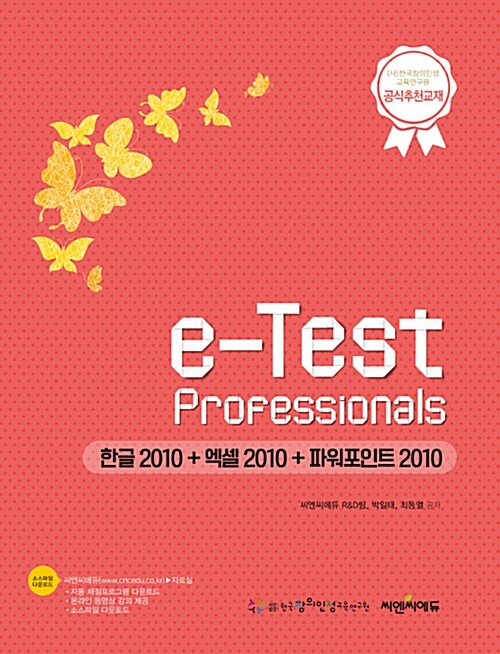 (사)한국창의인성
교육연구원
공식추천교재
e-Test
Professionals
한글 2010 + 엑셀 2010 + 파워포인트 2010
씨엔씨에듀 R&D팀, 박일태, 최동열 공저
소스파일
다운로드
씨엔씨에듀(www.cncedu.co.kr)▶자료실
• 자동 채점프로그램 다운로드
• 온라인 동영상 강의 제공
• 소스파일 다운로드
한국창의인성교육연구원
씨엔씨에듀